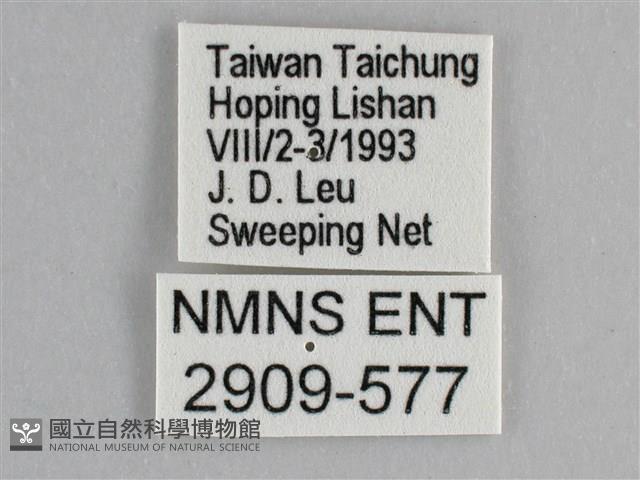 Taiwan Taichung
Hoping Lishan
VIII/2-3/1993
J. D. Leu
Sweeping Net
NMNS ENT
2909-577
國立自然科學博物館
NATIONAL MUSEUM OF NATURAL SCIENCE